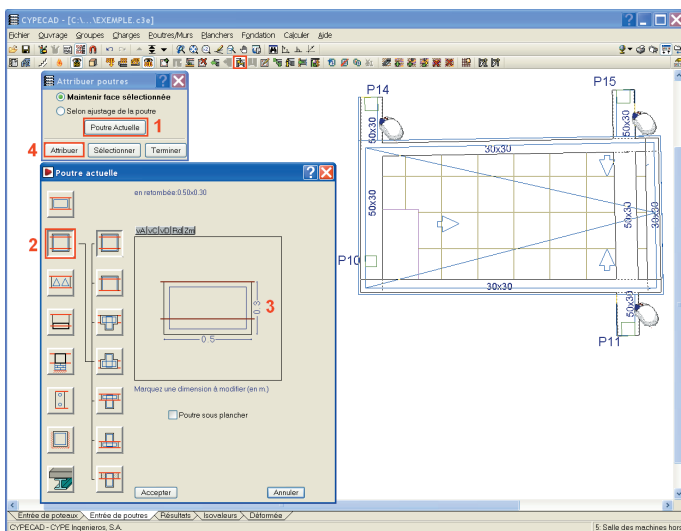 CYPECAD - [C:\...\EXEMPLE.c3e]
Fichier Ouvrage Groupes Charges Poutres/Murs Planchers Fondation Calculer Aide
Attribuer poutres
Maintenir face sélectionnée
Selon ajustage de la poutre
Poutre Actuelle
1
4
Attribuer
Sélectionner
Terminer
Poutre actuelle
en retombée:0.50x0.30
2
vA|vC|vD|Rd|Zm|
0.3
3
0.5
Marquez une dimension à modifier (en m.)
Poutre sous plancher
Accepter
Annuler
P14
P15
50x30
50x30
30x30
50x30
50x30
30x30
P10
30x30
50x30
P11
Entrée de poteaux
Entrée de poutres
Résultats
Isovaleurs
Déformée
CYPECAD - CYPE Ingenieros, S.A.
5: Salle des machines hors